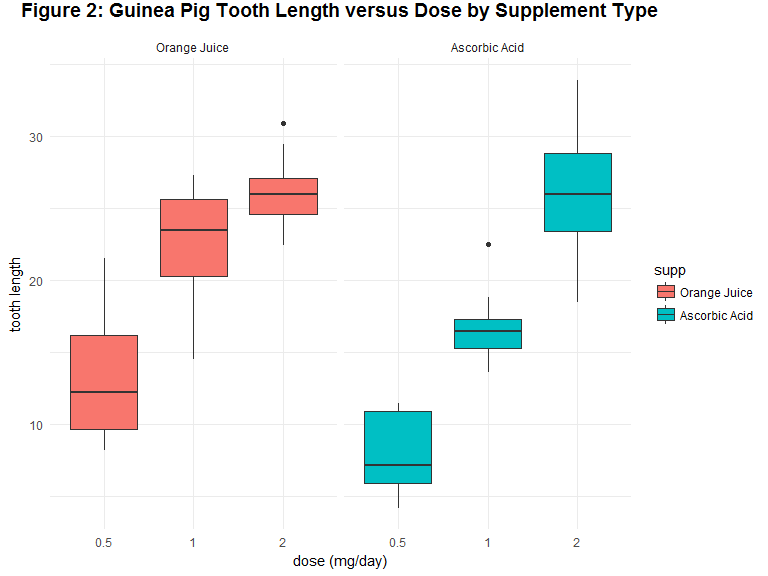 Figure 2: Guinea Pig Tooth Length versus Dose by Supplement Type
Orange Juice
Ascorbic Acid
30
20
10
tooth length
0.5
1
2
0.5
1
2
dose (mg/day)
supp
Orange Juice
Ascorbic Acid